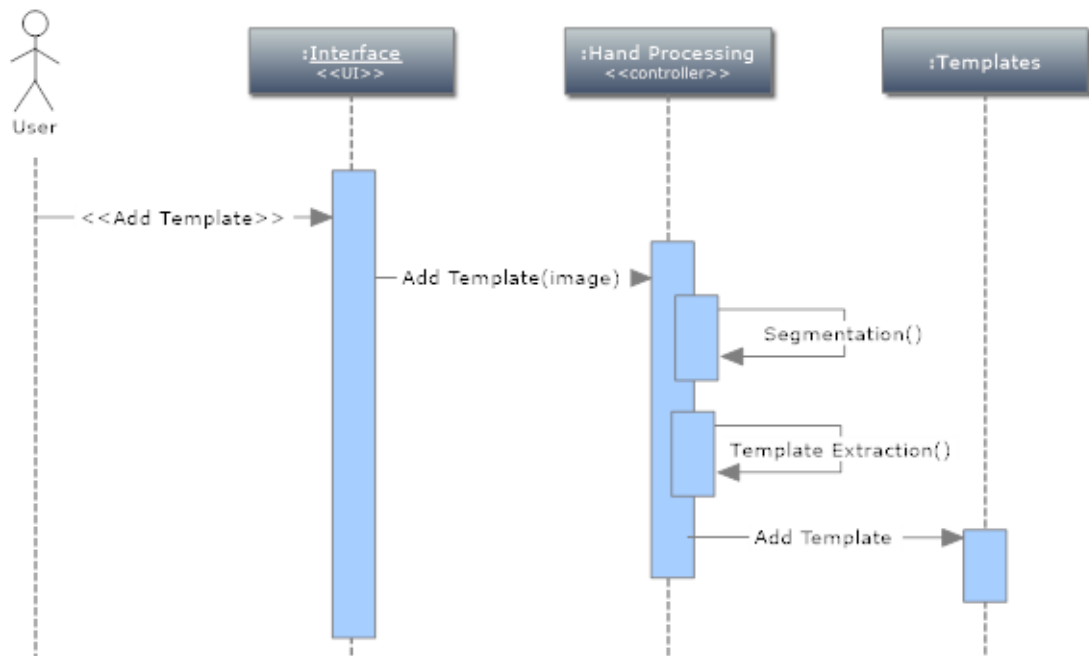 User
:Interface
<<UI>>
:Hand Processing
<<controller>>
:Templates
<<Add Template>>
Add Template(image)
Segmentation()
Template Extraction()
Add Template